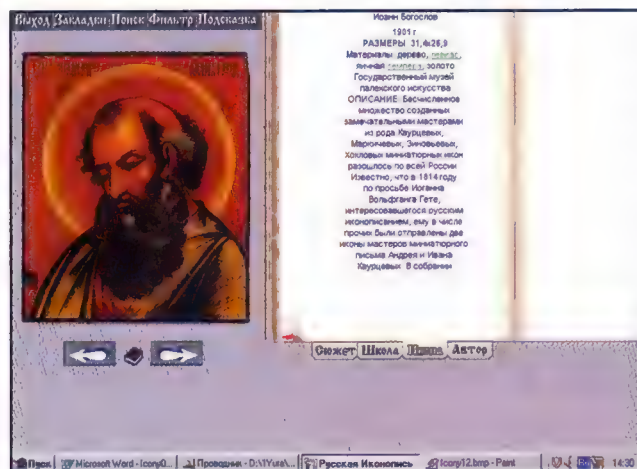 Выход Закладки Поиск Фильтр Подсказка
Иоанн Богослов
1901 г
РАЗМЕРЫ 31,4x26,9
Материалы дерево, левкас,
яичная темпера, золото
Государственный музей
палехского искусства
ОПИСАНИЕ Бесчисленное
множество созданных
замечательными мастерами
из рода Каурцевых,
Маркичевых, Зиновьевых,
Хохловых миниатюрных икон
разошлось по всей России
Известно, что в 1814 году
по просьбе Иоганна
Вольфганга Гете,
интересовавшегося русским
иконописанием, ему в числе
прочих были отправлены две
иконы мастеров миниатюрного
письма Андрея и Ивана
Каурцевых В собрании
Сюжет Школа Икона Автор
Пуск Microsoft Word - Icony0... Проводник - D:\1Yura\... Русская Иконопись Icony12.bmp - Paint 14:30